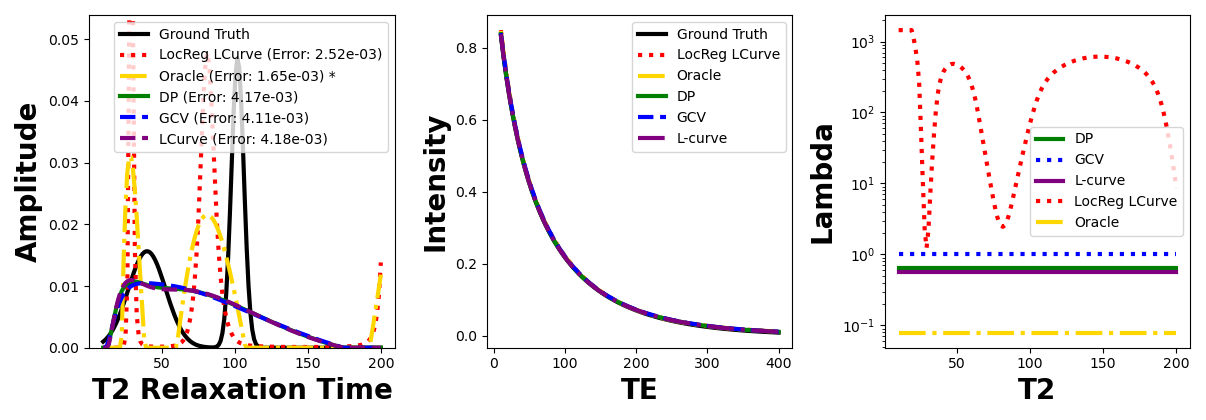 Amplitude
0.05
0.04
0.03
0.02
0.01
0.00
Ground Truth
LocReg LCurve (Error: 2.52e-03)
Oracle (Error: 1.65e-03) *
DP (Error: 4.17e-03)
GCV (Error: 4.11e-03)
LCurve (Error: 4.18e-03)
50 100 150 200
T2 Relaxation Time
Intensity
0.8
0.6
0.4
0.2
0.0
Ground Truth
LocReg LCurve
Oracle
DP
GCV
L-curve
0 100 200 300 400
TE
Lambda
10³
10²
10¹
10⁰
10⁻¹
DP
GCV
L-curve
LocReg LCurve
Oracle
50 100 150 200
T2